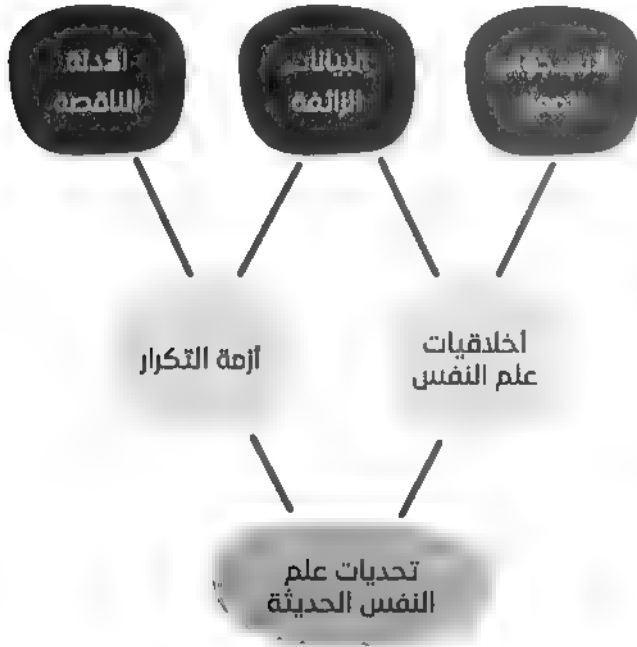 الأدلة
الناقصة
البيانات
الزائفة
أزمة التكرار
أخلاقيات
علم النفس
تحديات علم
النفس الحديثة